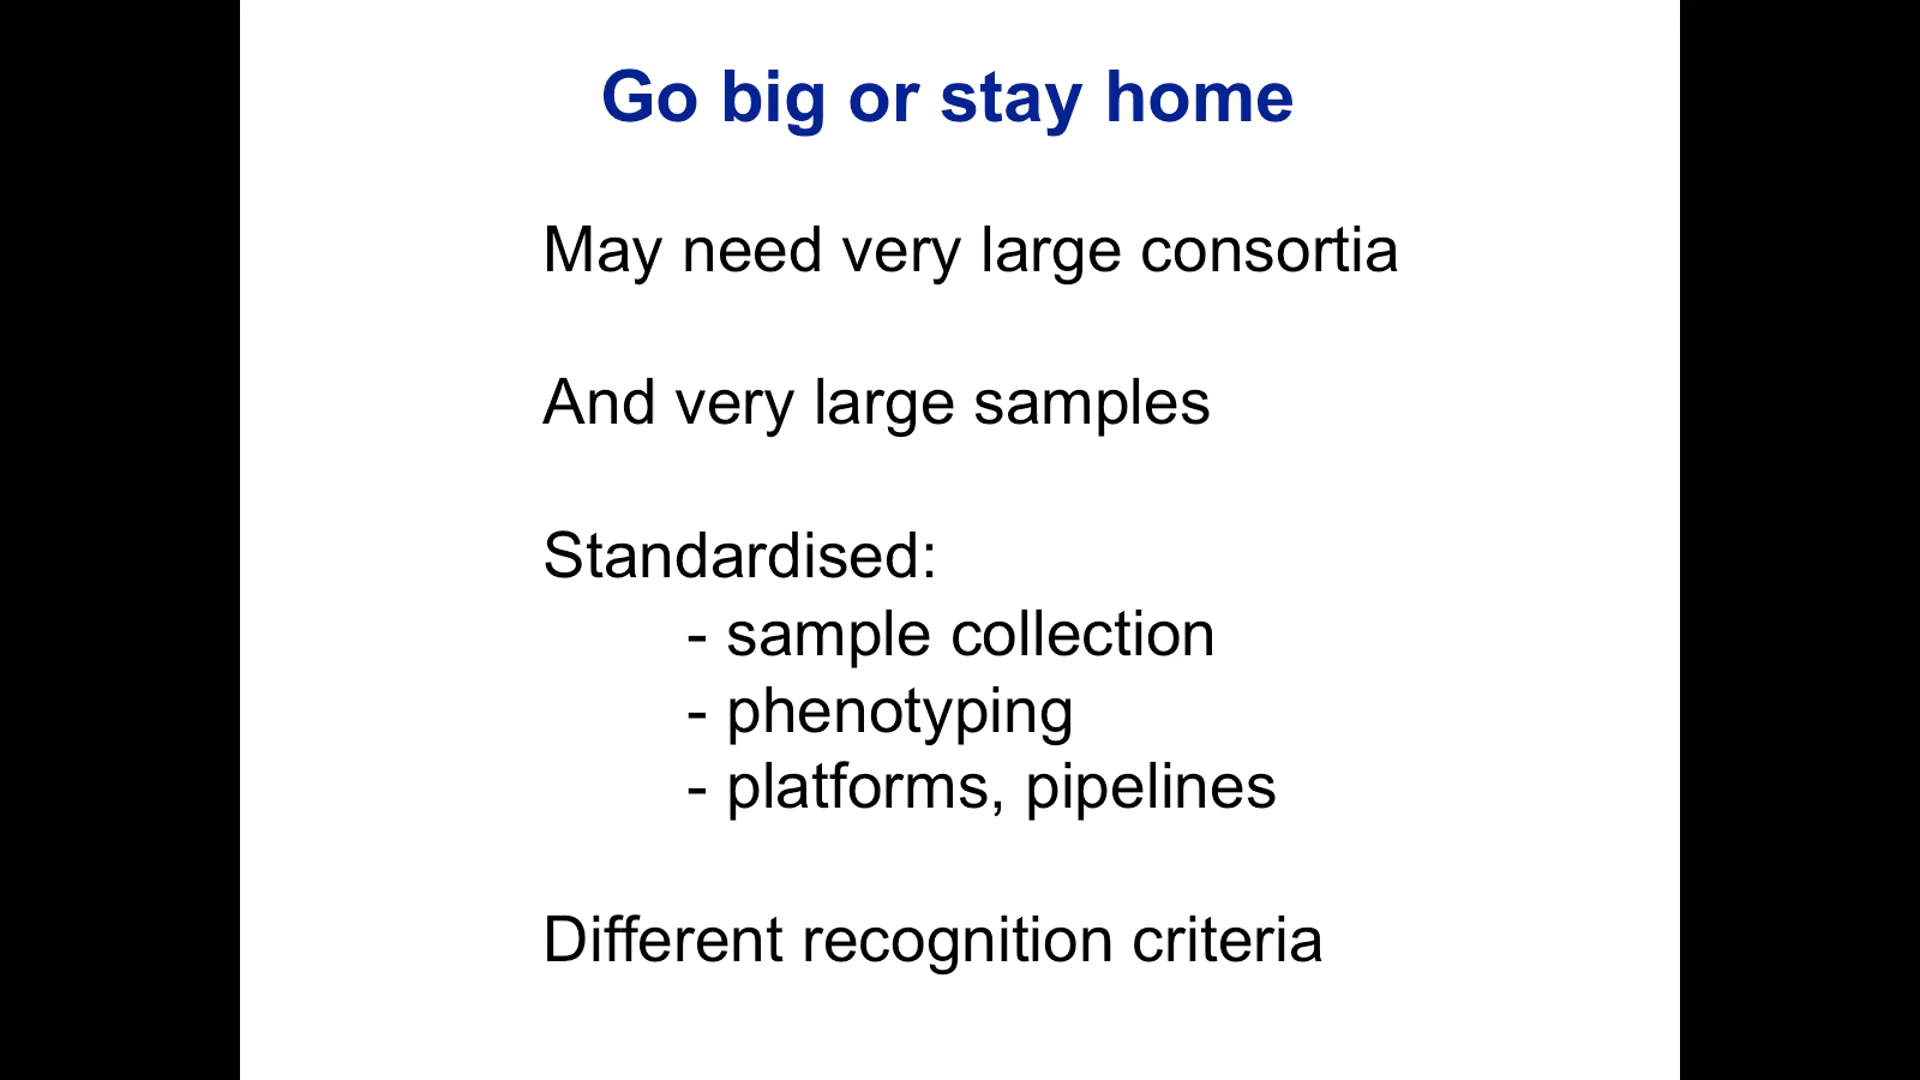 Go big or stay home
May need very large consortia
And very large samples
Standardised:
- sample collection
- phenotyping
- platforms, pipelines
Different recognition criteria